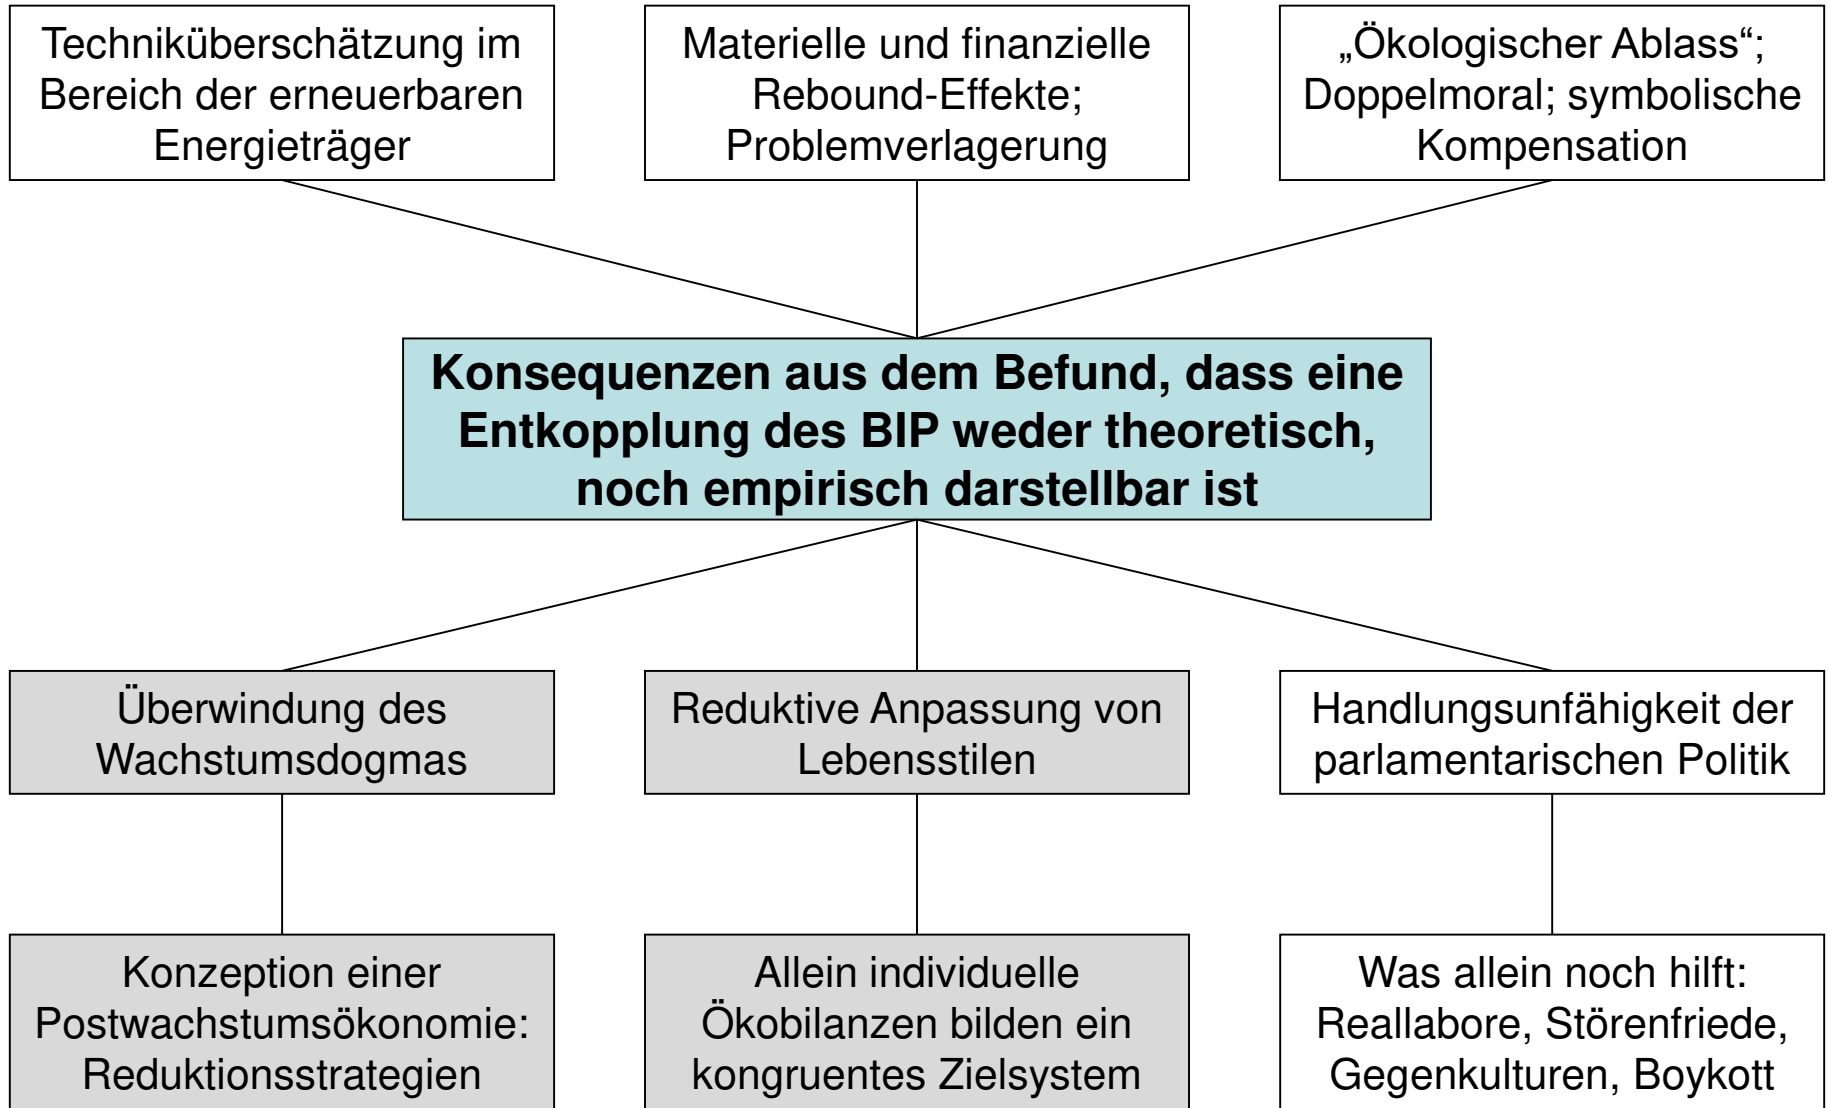 Techniküberschätzung im
Bereich der erneuerbaren
Energieträger
Materielle und finanzielle
Rebound-Effekte;
Problemverlagerung
„Ökologischer Ablass“;
Doppelmoral; symbolische
Kompensation
Konsequenzen aus dem Befund, dass eine
Entkopplung des BIP weder theoretisch,
noch empirisch darstellbar ist
Überwindung des
Wachstumsdogmas
Reduktive Anpassung von
Lebensstilen
Handlungsunfähigkeit der
parlamentarischen Politik
Konzeption einer
Postwachstumsökonomie:
Reduktionsstrategien
Allein individuelle
Ökobilanzen bilden ein
kongruentes Zielsystem
Was allein noch hilft:
Reallabore, Störenfriede,
Gegenkulturen, Boykott